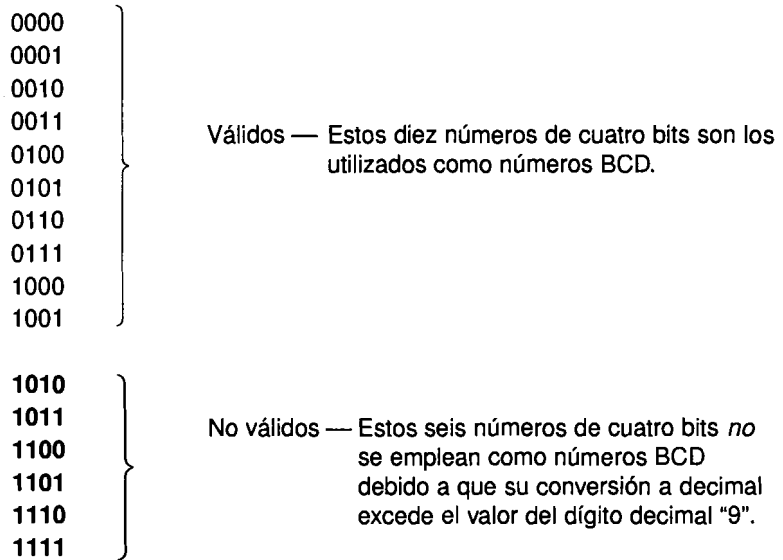 0000
0001
0010
0011
0100
0101
0110
0111
1000
1001
Válidos — Estos diez números de cuatro bits son los
utilizados como números BCD.
1010
1011
1100
1101
1110
1111
No válidos — Estos seis números de cuatro bits no
se emplean como números BCD
debido a que su conversión a decimal
excede el valor del dígito decimal “9”.